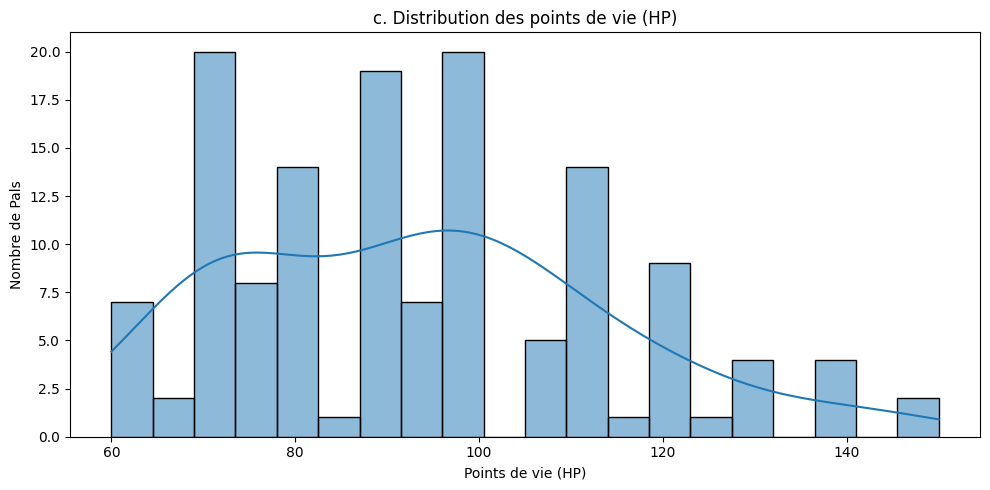 c. Distribution des points de vie (HP)
20.0
17.5
15.0
12.5
10.0
7.5
5.0
2.5
0.0
Nombre de Pals
60 80 100 120 140
Points de vie (HP)